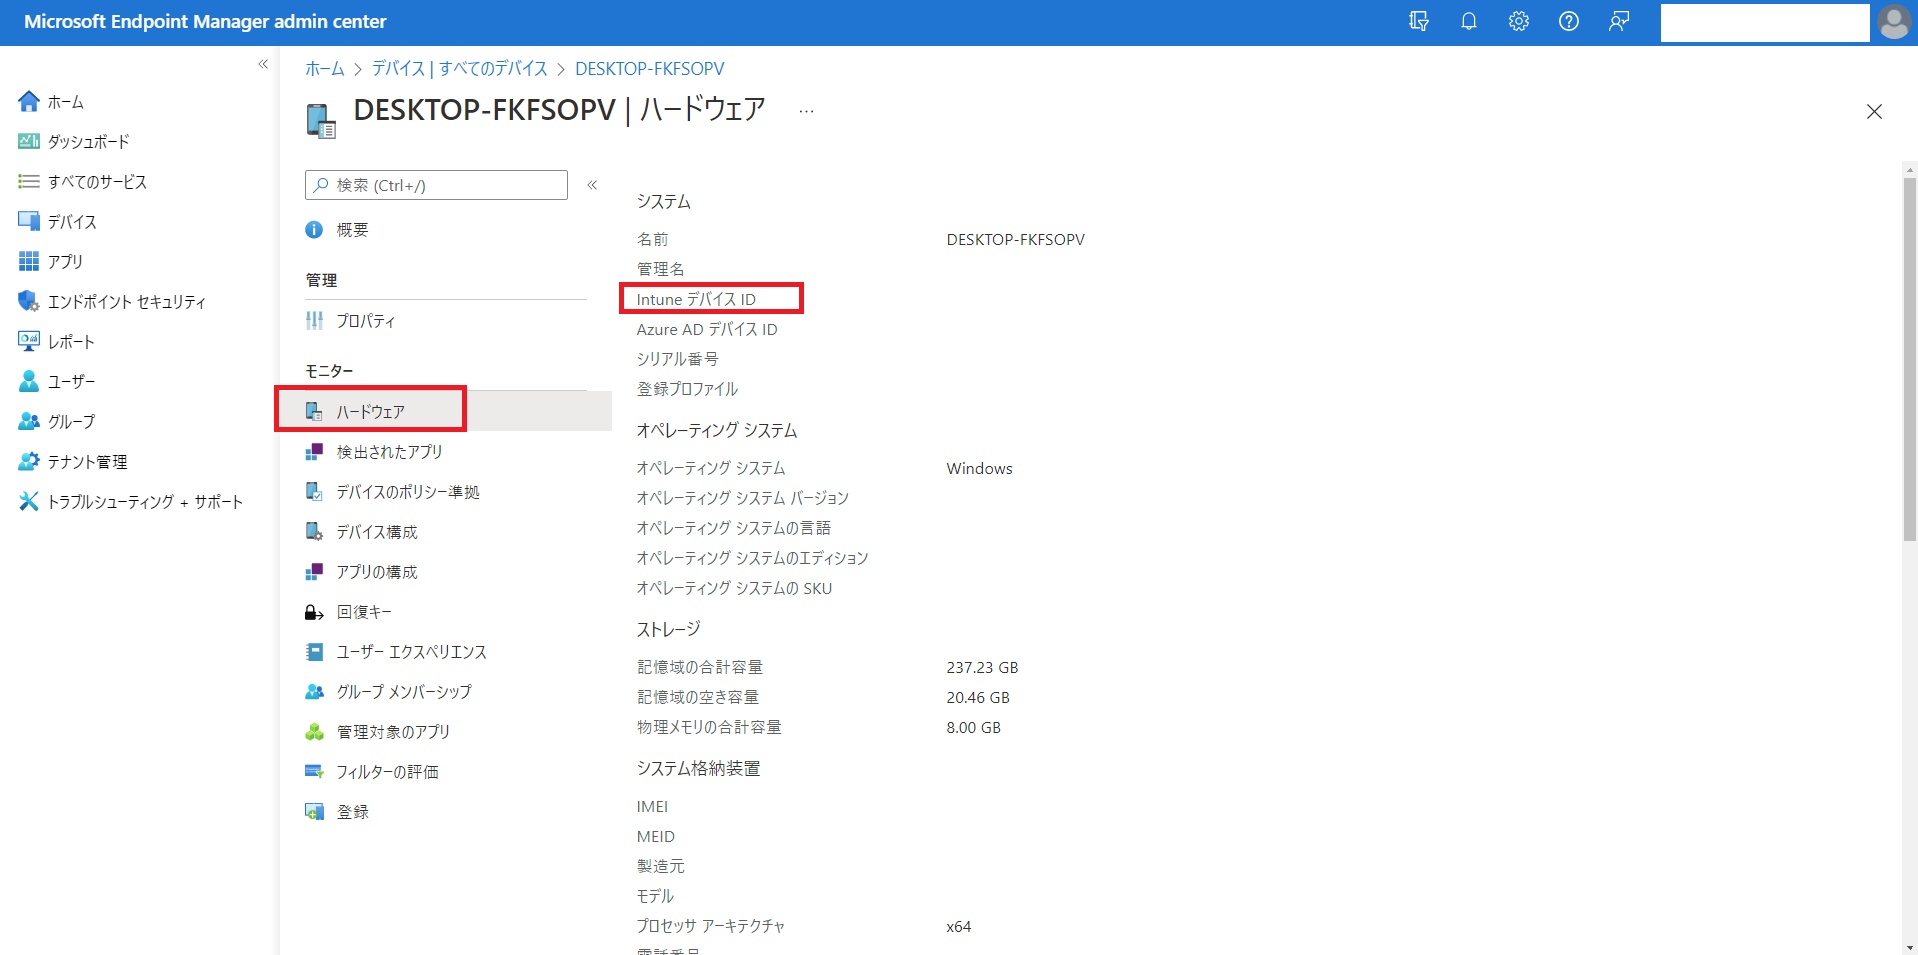 Microsoft Endpoint Manager admin center
ホーム > デバイス | すべてのデバイス > DESKTOP-FKFSOPV
DESKTOP-FKFSOPV | ハードウェア ...
ホーム
ダッシュボード
すべてのサービス
デバイス
アプリ
エンドポイント セキュリティ
レポート
ユーザー
グループ
テナント管理
トラブルシューティング + サポート
検索 (Ctrl+/)
概要
管理
プロパティ
モニター
ハードウェア
検出されたアプリ
デバイスのポリシー準拠
デバイス構成
アプリの構成
回復キー
ユーザー エクスペリエンス
グループ メンバーシップ
管理対象のアプリ
フィルターの評価
登録
システム
名前 DESKTOP-FKFSOPV
管理名
Intune デバイス ID
Azure AD デバイス ID
シリアル番号
登録プロファイル
オペレーティング システム
オペレーティング システム Windows
オペレーティング システム バージョン
オペレーティング システムの言語
オペレーティング システムのエディション
オペレーティング システムの SKU
ストレージ
記憶域の合計容量 237.23 GB
記憶域の空き容量 20.46 GB
物理メモリの合計容量 8.00 GB
システム格納装置
IMEI
MEID
製造元
モデル
プロセッサ アーキテクチャ x64
電話番号